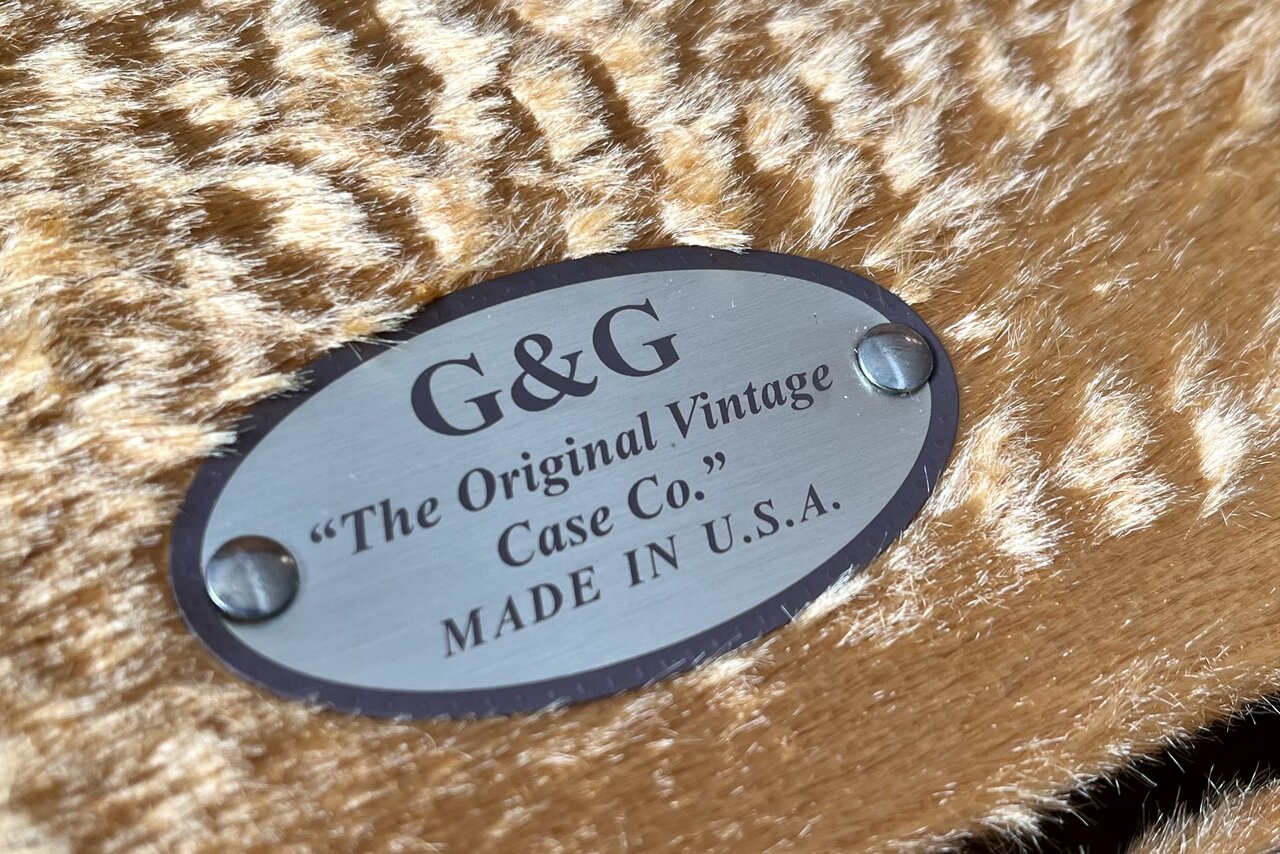 G&G
“The Original Vintage
Case Co.”
MADE IN U.S.A.